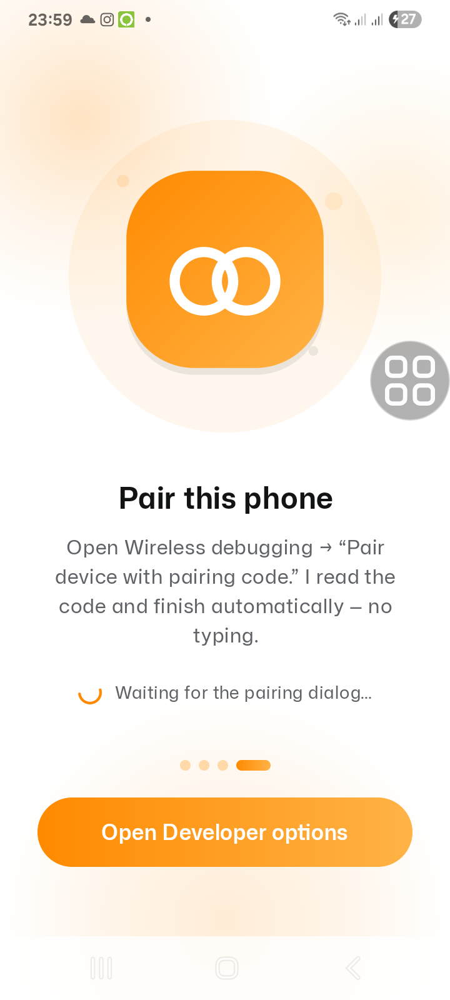 23:59
27
Pair this phone
Open Wireless debugging → “Pair
device with pairing code.” I read the
code and finish automatically – no
typing.
Waiting for the pairing dialog...
Open Developer options